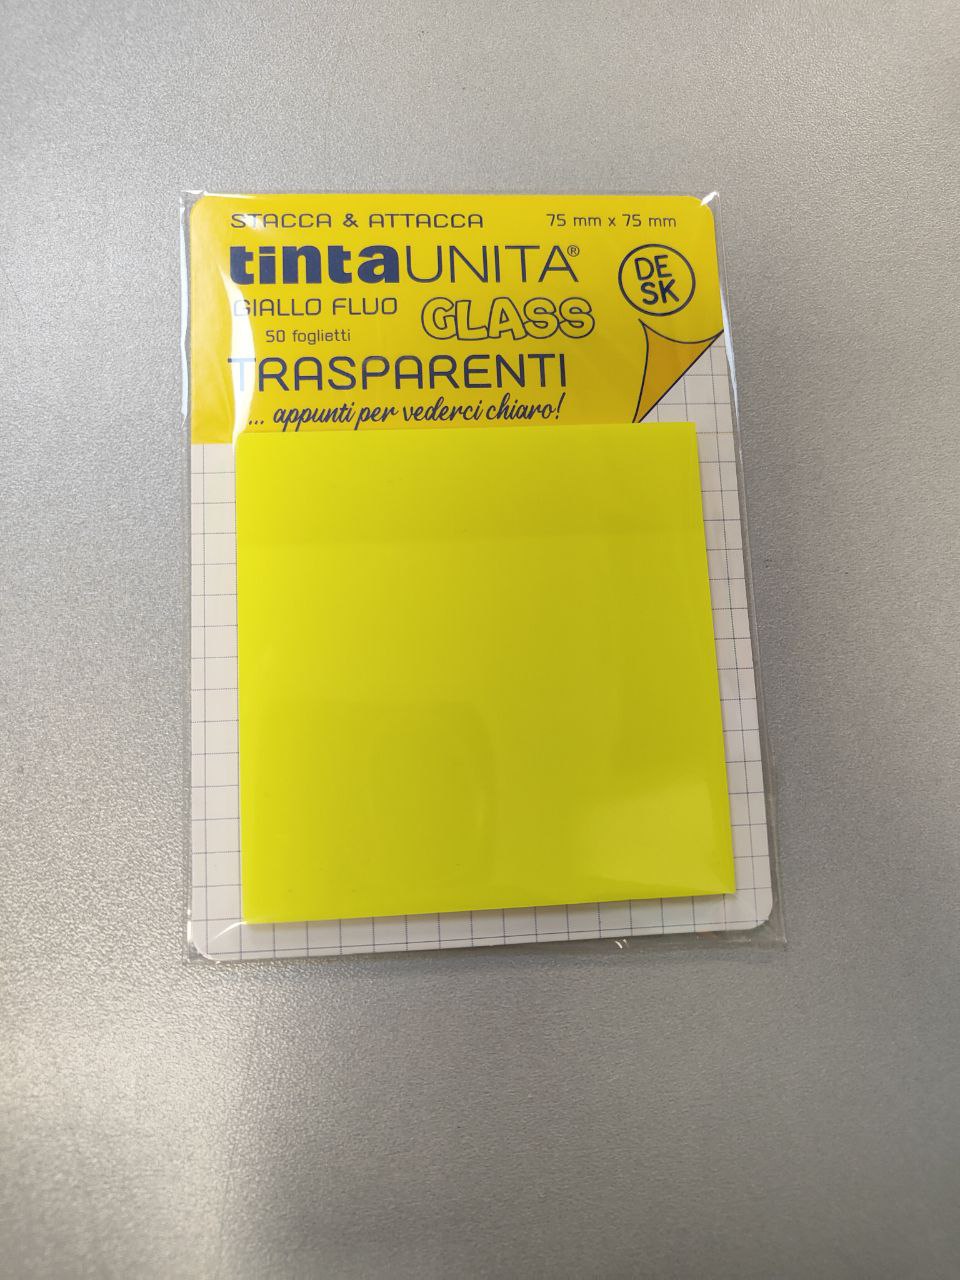 STACCA & ATTACCA 75 mm x 75 mm
tintaUNITA®
DE
SK
GIALLO FLUO GLASS
50 foglietti
TRASPARENTI
... appunti per vederci chiaro!